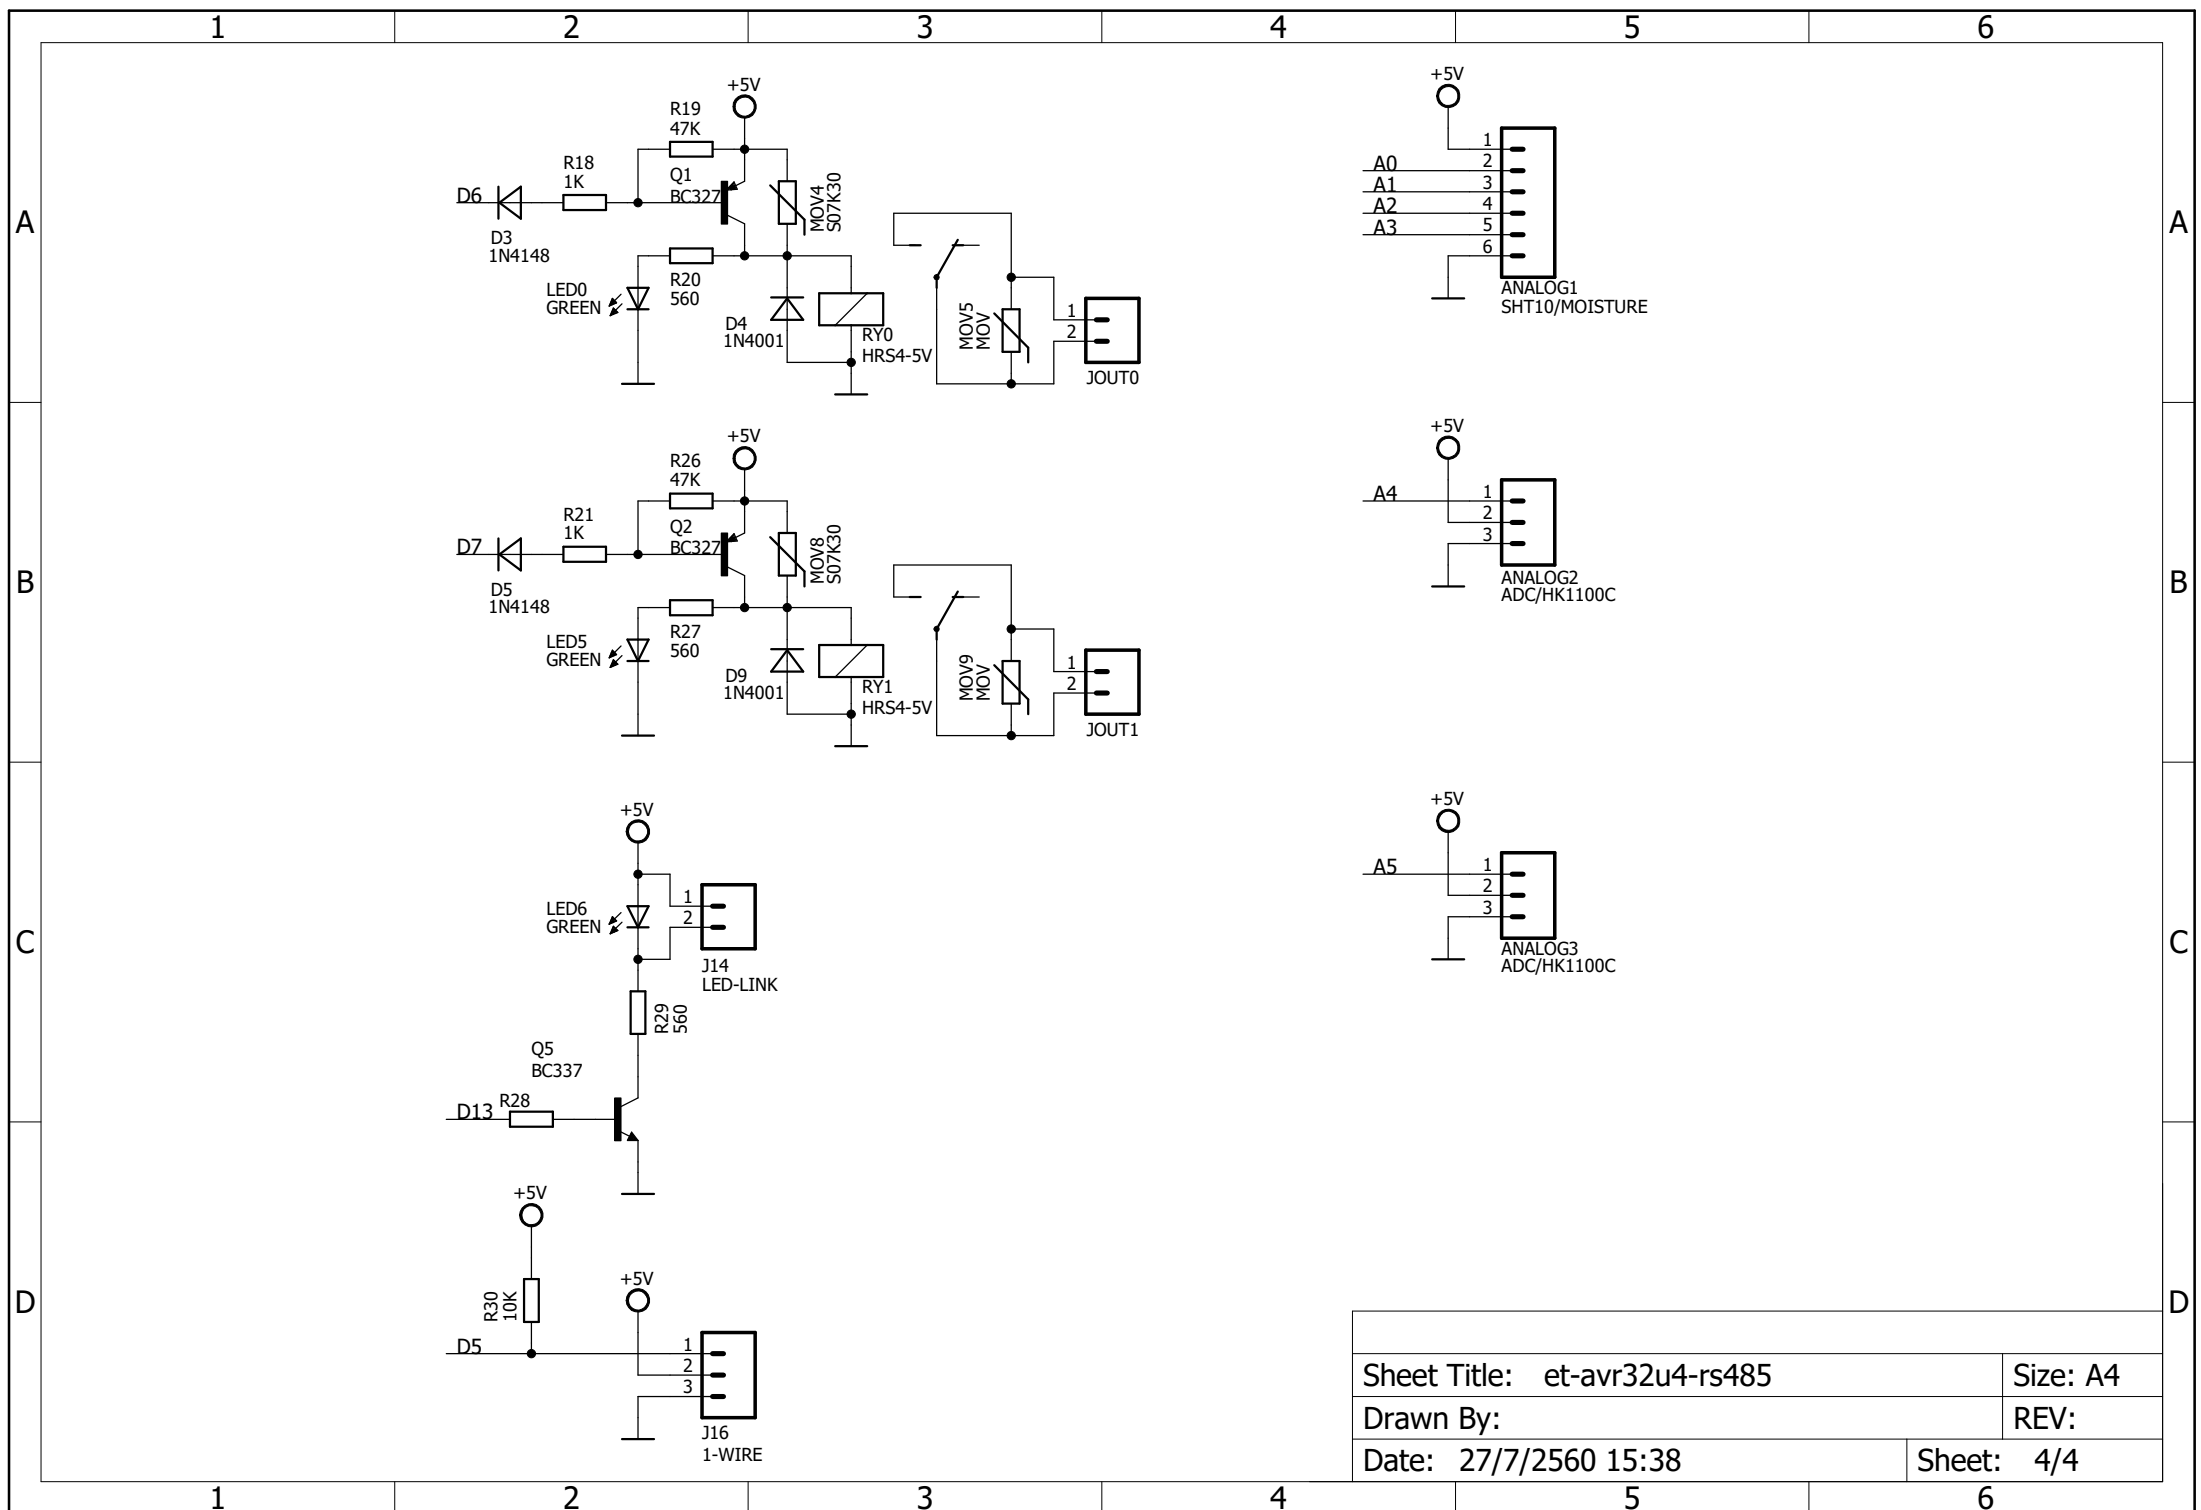 1 2 3 4 5 6
A
A
B
B
C
C
D
D
+5V
R19
47K
R18
1K
Q1
BC327
D6
D3
1N4148
MOV4
S07K30
R20
560
LED0
GREEN
D4
1N4001
RY0
HRS4-5V
MOV5
MOV
1
2
JOUT0
+5V
R26
47K
R21
1K
Q2
BC327
D7
D5
1N4148
MOV8
S07K30
R27
560
LED5
GREEN
D9
1N4001
RY1
HRS4-5V
MOV9
MOV
1
2
JOUT1
+5V
LED6
GREEN
1
2
J14
LED-LINK
R29
560
Q5
BC337
D13
R28
+5V
R30
10K
+5V
D5
1
2
3
J16
1-WIRE
+5V
A0
A1
A2
A3
1
2
3
4
5
6
ANALOG1
SHT10/MOISTURE
+5V
A4
1
2
3
ANALOG2
ADC/HK1100C
+5V
A5
1
2
3
ANALOG3
ADC/HK1100C
Sheet Title: et-avr32u4-rs485 Size: A4
Drawn By: REV:
Date: 27/7/2560 15:38 Sheet: 4/4
1 2 3 4 5 6